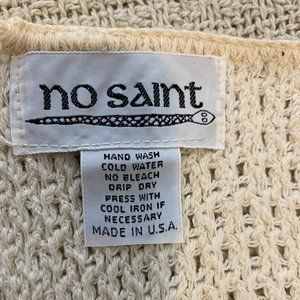 no saint
HAND WASH
COLD WATER
NO BLEACH
DRIP DRY
PRESS WITH
COOL IRON IF
NECESSARY
MADE IN U.S.A.